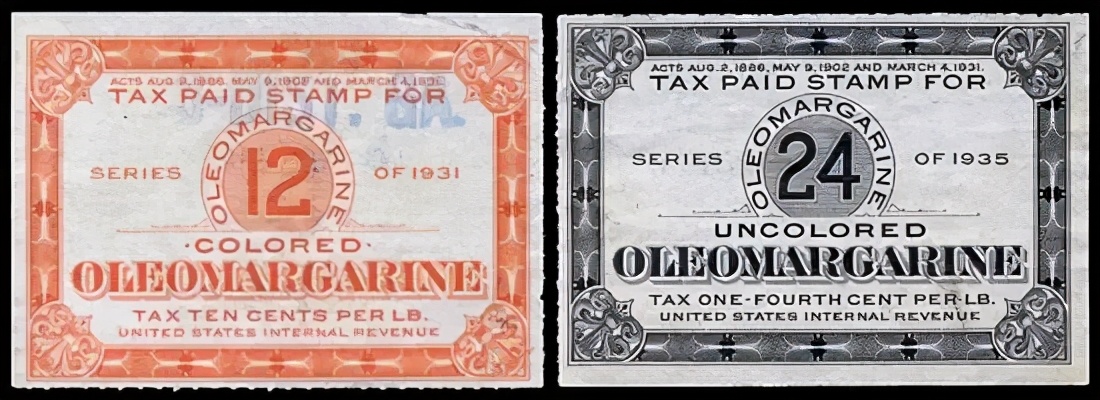 ACTS AUG. 2, 1886, MAY 9, 1902 AND MARCH 4, 1931.
TAX PAID STAMP FOR
OLEOMARGARINE
12
SERIES OF 1931
·COLORED·
OLEOMARGARINE
TAX TEN CENTS PER LB.
UNITED STATES INTERNAL REVENUE
ACTS AUG. 2, 1886, MAY 9, 1902 AND MARCH 4, 1931.
TAX PAID STAMP FOR
OLEOMARGARINE
24
SERIES OF 1935
UNCOLORED
OLEOMARGARINE
TAX ONE-FOURTH CENT PER LB.
UNITED STATES INTERNAL REVENUE